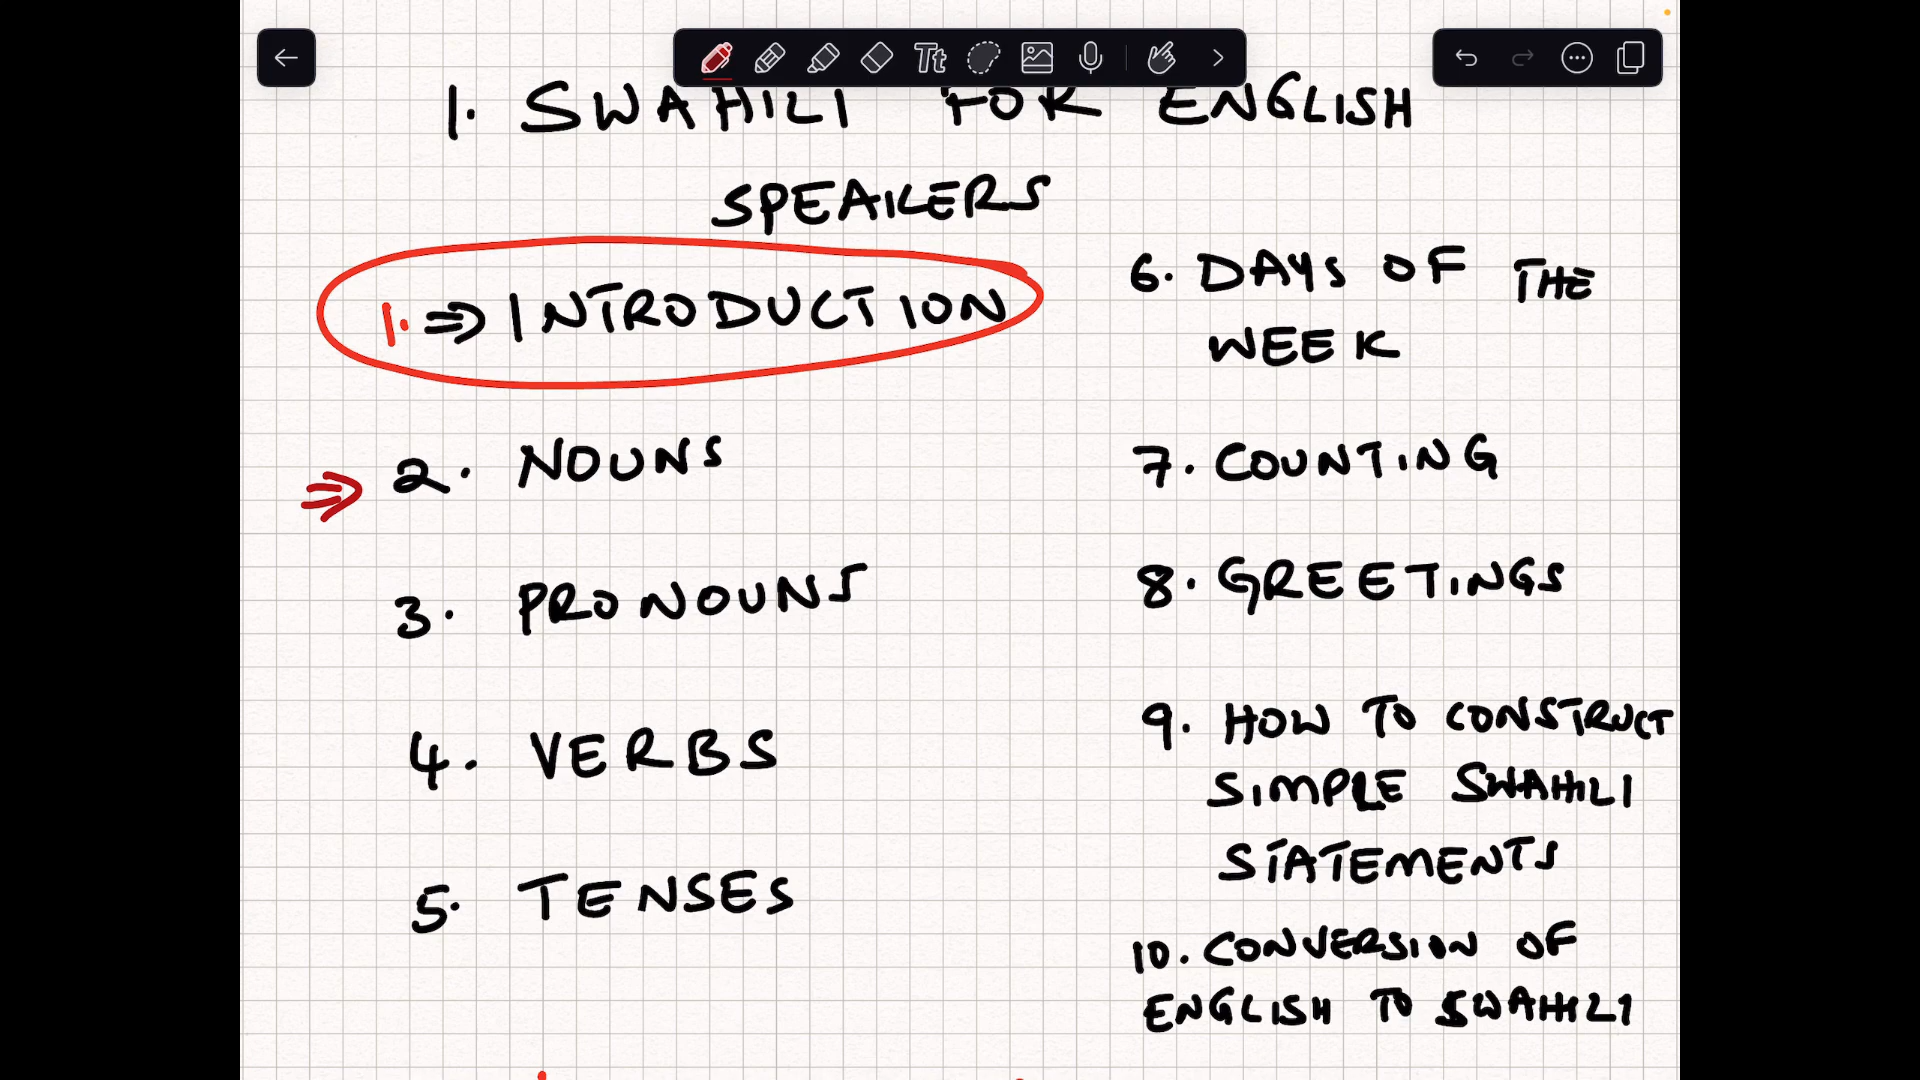 1. SWAHILI FOR ENGLISH
SPEAKERS
1. ⇒ INTRODUCTION
⇒ 2. NOUNS
3. PRONOUNS
4. VERBS
5. TENSES
6. DAYS OF THE
WEEK
7. COUNTING
8. GREETINGS
9. HOW TO CONSTRUCT
SIMPLE SWAHILI
STATEMENTS
10. CONVERSION OF
ENGLISH TO SWAHILI
Tt